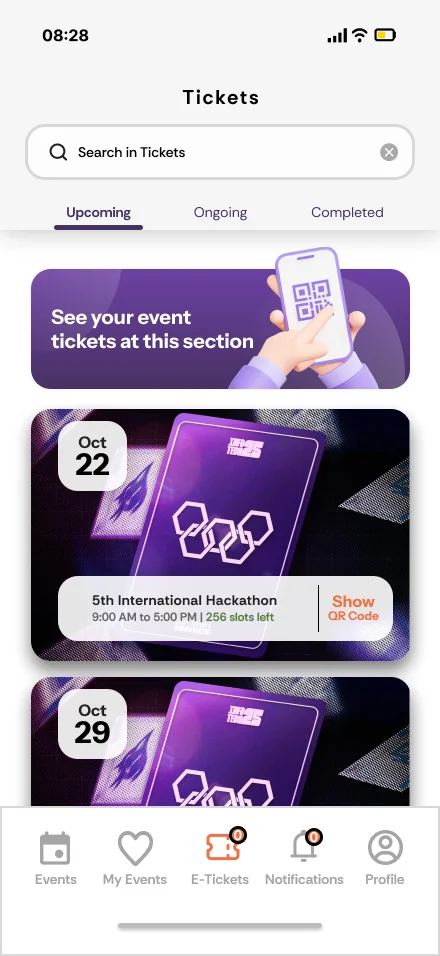 08:28
Tickets
Search in Tickets
Upcoming
Ongoing
Completed
See your event
tickets at this section
Oct
22
5th International Hackathon
9:00 AM to 5:00 PM | 256 slots left
Show
QR Code
Oct
29
0
0
Events
My Events
E-Tickets
Notifications
Profile